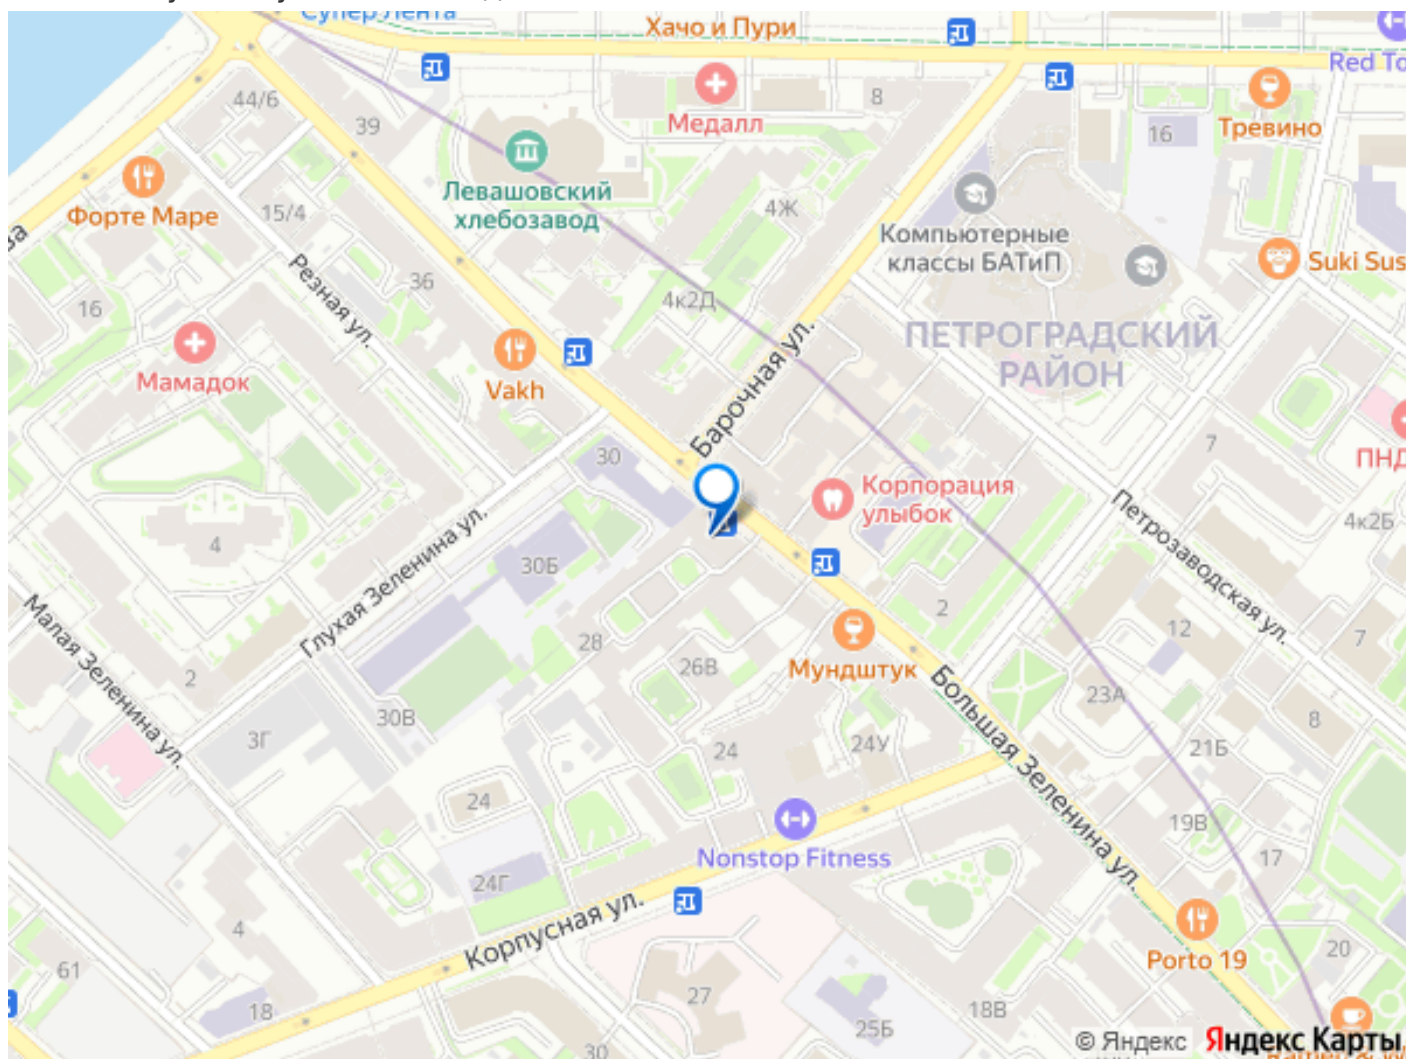 Супер Лента
Хачо и Пури
Red To
44/6
39
Медалл
8
16
Тревино
Форте Маре
15/4
Левашовский
хлебозавод
4Ж
Компьютерные
классы БАТиП
Suki Sus
Резная ул.
36
4к2Д
16
ПЕТРОГРАДСКИЙ
РАЙОН
Мамадок
Vakh
Барочная ул.
7
ПНД
30
Корпорация
улыбок
4к2Б
4
Глухая Зеленина ул.
30Б
Петрозаводская ул.
Малая Зеленина ул.
28
2
12
7
2
26В
Мундштук
23А
30В
3Г
24
24У
Большая Зеленина ул.
21Б
8
24
19В
Nonstop Fitness
17
24Г
Корпусная ул.
4
Porto 19
20
61
18
27
18В
25Б
30
© Яндекс
Яндекс Карты